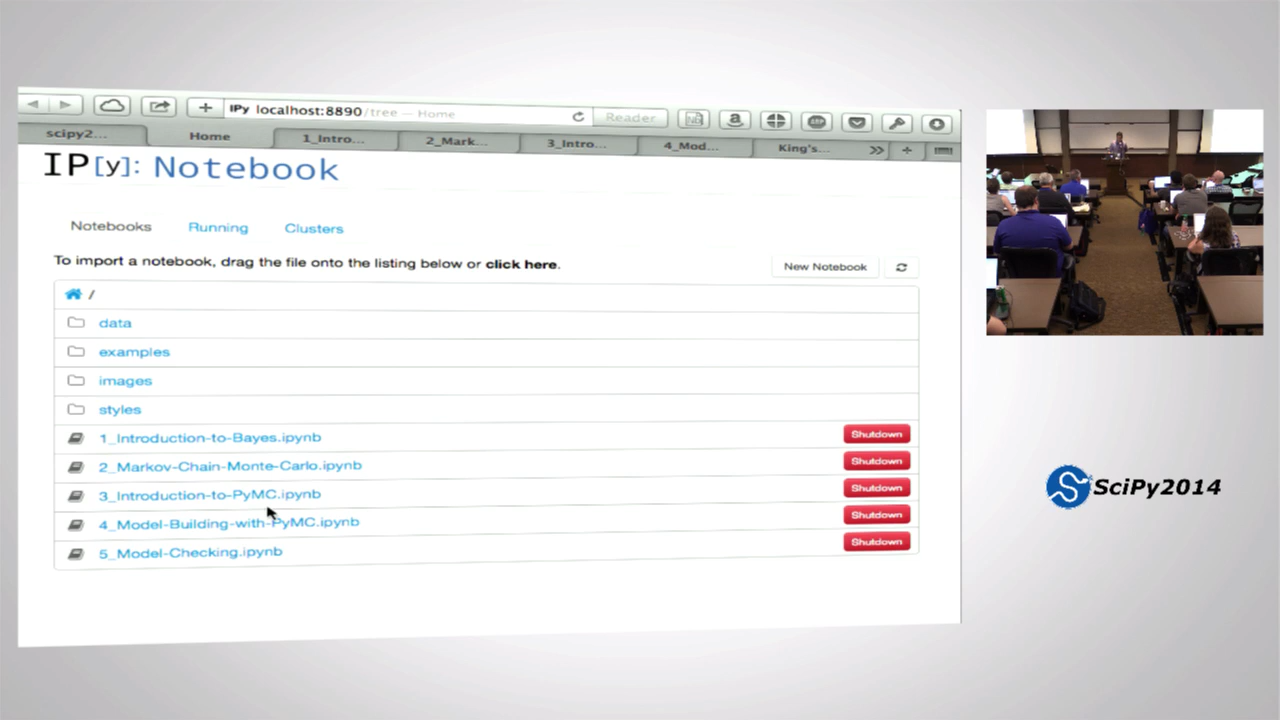 IPy localhost:8890/tree — Home
Reader
scipy2...
Home
1_Intro...
2_Mark...
3_Intro...
4_Mod...
King's...
IP[y]: Notebook
Notebooks
Running
Clusters
To import a notebook, drag the file onto the listing below or click here.
New Notebook
/
data
examples
images
styles
1_Introduction-to-Bayes.ipynb
Shutdown
2_Markov-Chain-Monte-Carlo.ipynb
Shutdown
3_Introduction-to-PyMC.ipynb
Shutdown
4_Model-Building-with-PyMC.ipynb
Shutdown
5_Model-Checking.ipynb
Shutdown
SciPy2014